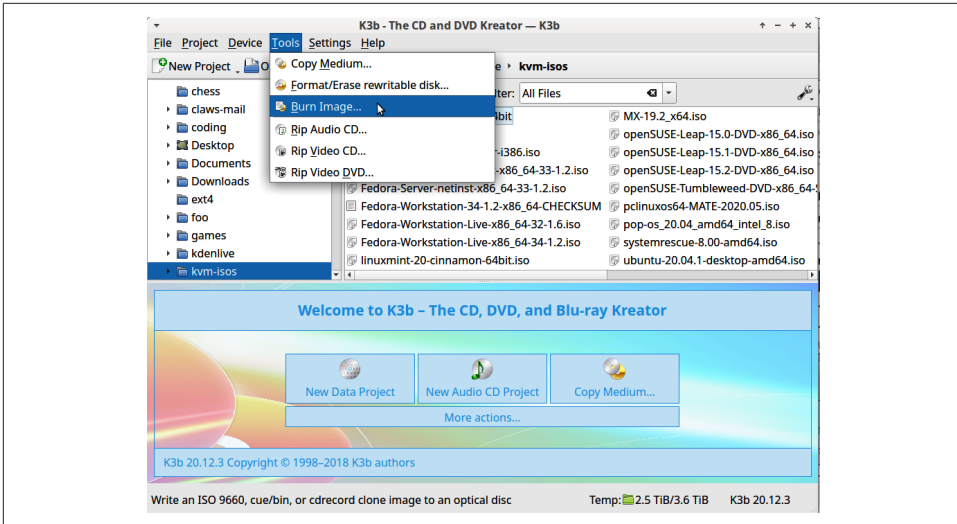 K3b - The CD and DVD Kreator — K3b
File Project Device Tools Settings Help
New Project O e kvm-isos
Copy Medium...
Format/Erase rewritable disk...
Burn Image...
Rip Audio CD...
Rip Video CD...
Rip Video DVD...
chess
claws-mail
coding
Desktop
Documents
Downloads
ext4
foo
games
kdenlive
kvm-isos
lter: All Files
4bit
r-i386.iso
-x86_64-33-1.2.iso
Fedora-Server-netinst-x86_64-33-1.2.iso
Fedora-Workstation-34-1.2-x86_64-CHECKSUM
Fedora-Workstation-Live-x86_64-32-1.6.iso
Fedora-Workstation-Live-x86_64-34-1.2.iso
linuxmint-20-cinnamon-64bit.iso
MX-19.2_x64.iso
openSUSE-Leap-15.0-DVD-x86_64.iso
openSUSE-Leap-15.1-DVD-x86_64.iso
openSUSE-Leap-15.2-DVD-x86_64.iso
openSUSE-Tumbleweed-DVD-x86_64-
pclinuxos64-MATE-2020.05.iso
pop-os_20.04_amd64_intel_8.iso
systemrescue-8.00-amd64.iso
ubuntu-20.04.1-desktop-amd64.iso
Welcome to K3b – The CD, DVD, and Blu-ray Kreator
New Data Project
New Audio CD Project
Copy Medium...
More actions...
K3b 20.12.3 Copyright © 1998–2018 K3b authors
Write an ISO 9660, cue/bin, or cdrecord clone image to an optical disc Temp: 2.5 TiB/3.6 TiB K3b 20.12.3